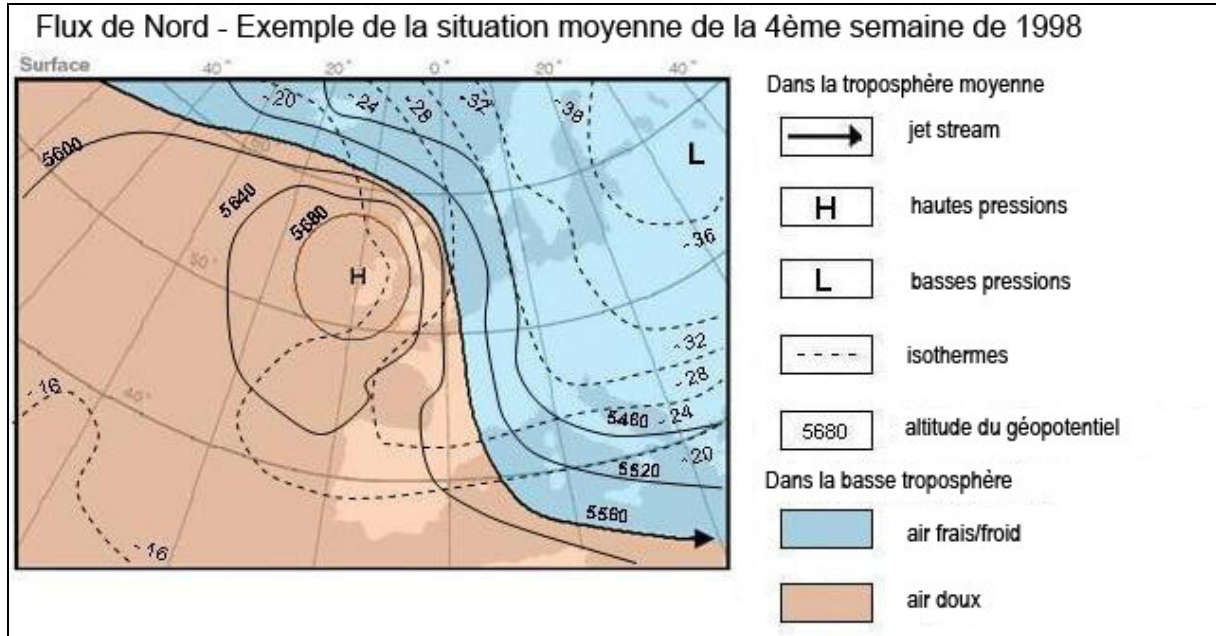 Flux de Nord - Exemple de la situation moyenne de la 4ème semaine de 1998
Surface
40° 20° 0° 20° 40°
-20 -24 -28 -32 -38
5600
60°
5640
5680
L
-36
50°
H
-32
-28
-16
40°
5460 -24
-20
5520
5560
-16
Dans la troposphère moyenne
jet stream
H hautes pressions
L basses pressions
isothermes
5680 altitude du géopotentiel
Dans la basse troposphère
air frais/froid
air doux